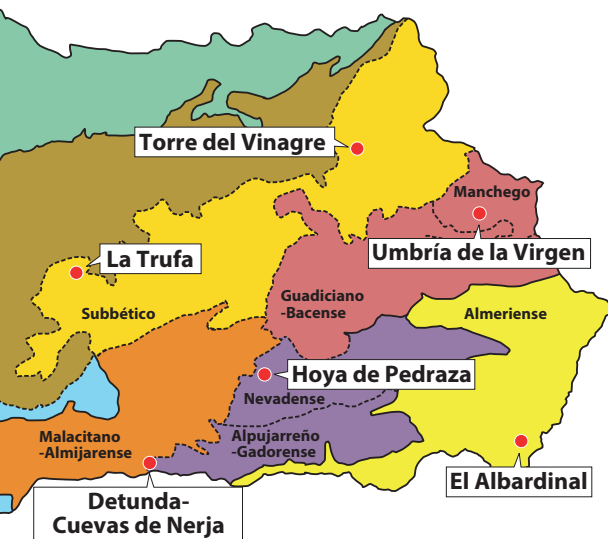 Torre del Vinagre
Manchego
Umbría de la Virgen
La Trufa
Subbético
Guadiciano
-Bacense
Almeriense
Hoya de Pedraza
Nevadense
Malacitano
-Almijarense
Alpujarreño
-Gadorense
El Albardinal
Detunda-
Cuevas de Nerja